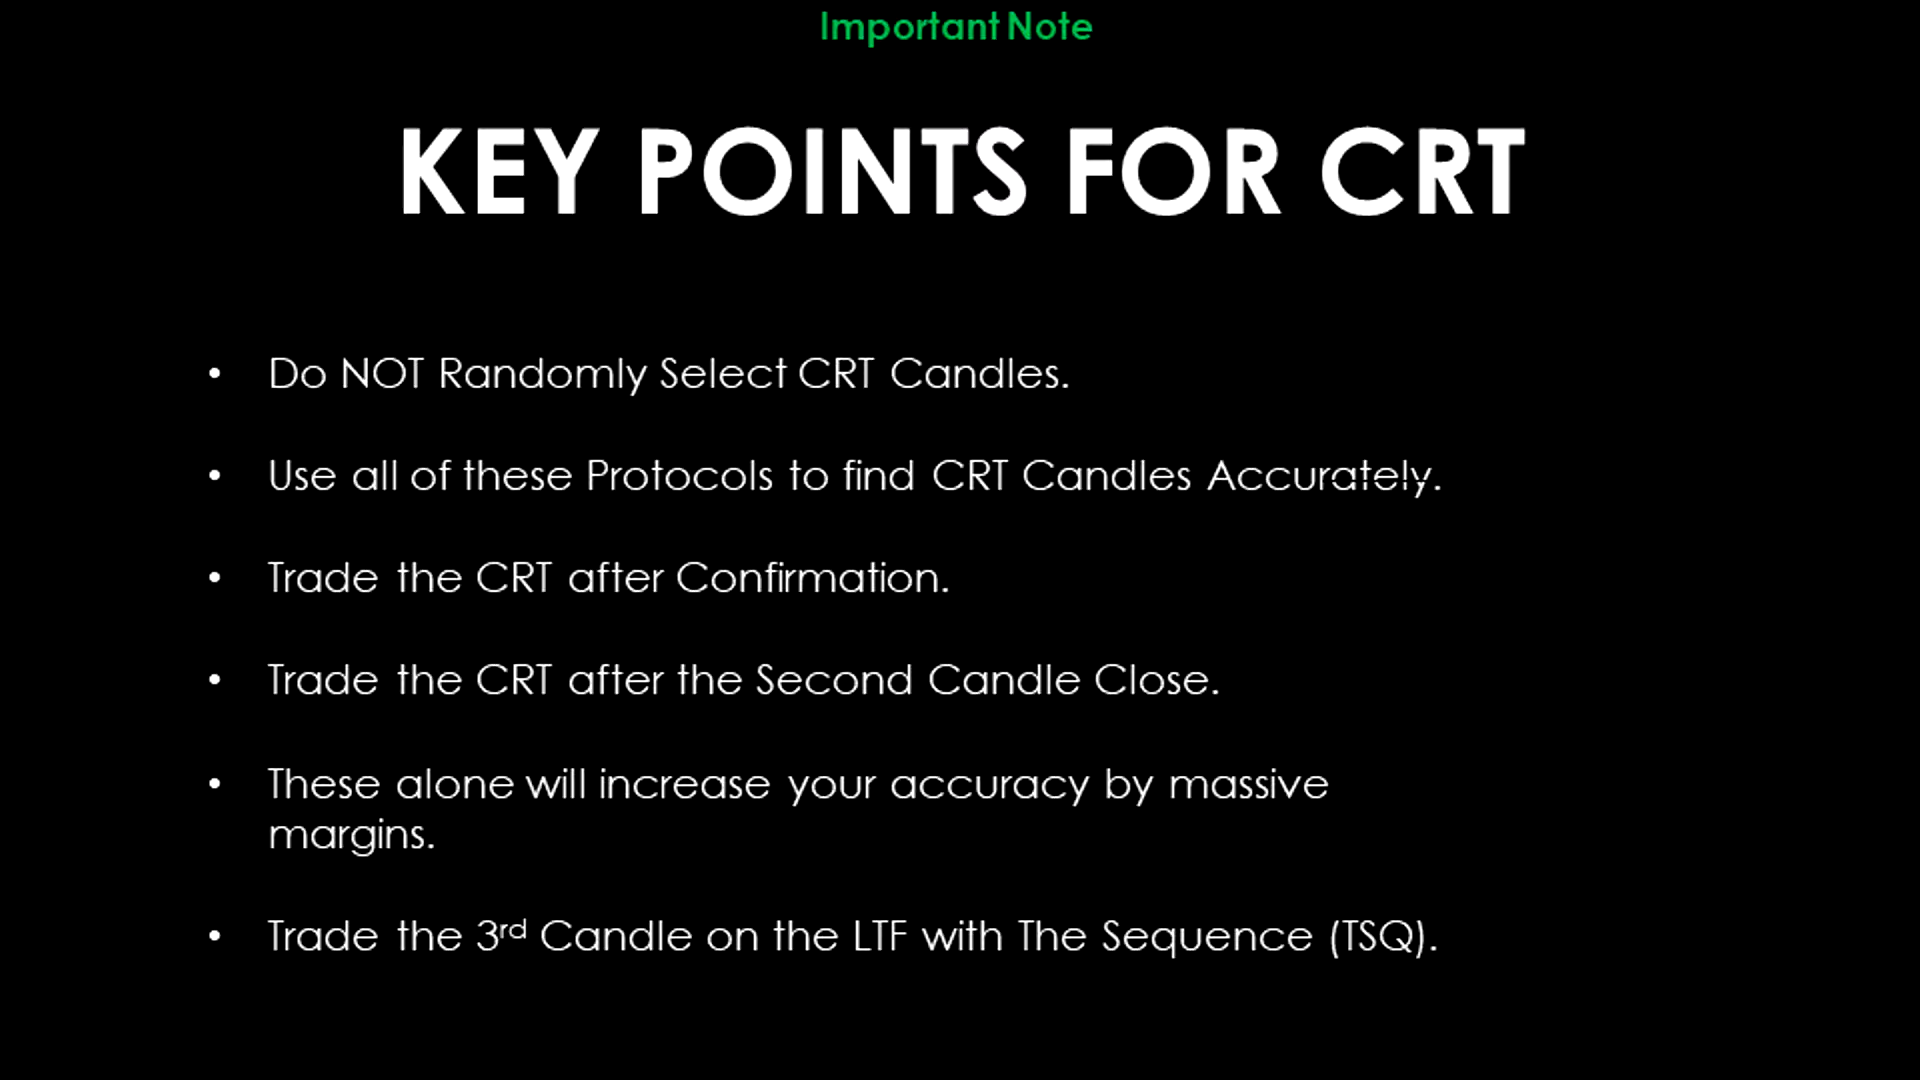 Important Note
KEY POINTS FOR CRT
• Do NOT Randomly Select CRT Candles.
• Use all of these Protocols to find CRT Candles Accurately.
• Trade the CRT after Confirmation.
• Trade the CRT after the Second Candle Close.
• These alone will increase your accuracy by massive
margins.
• Trade the 3rd Candle on the LTF with The Sequence (TSQ).